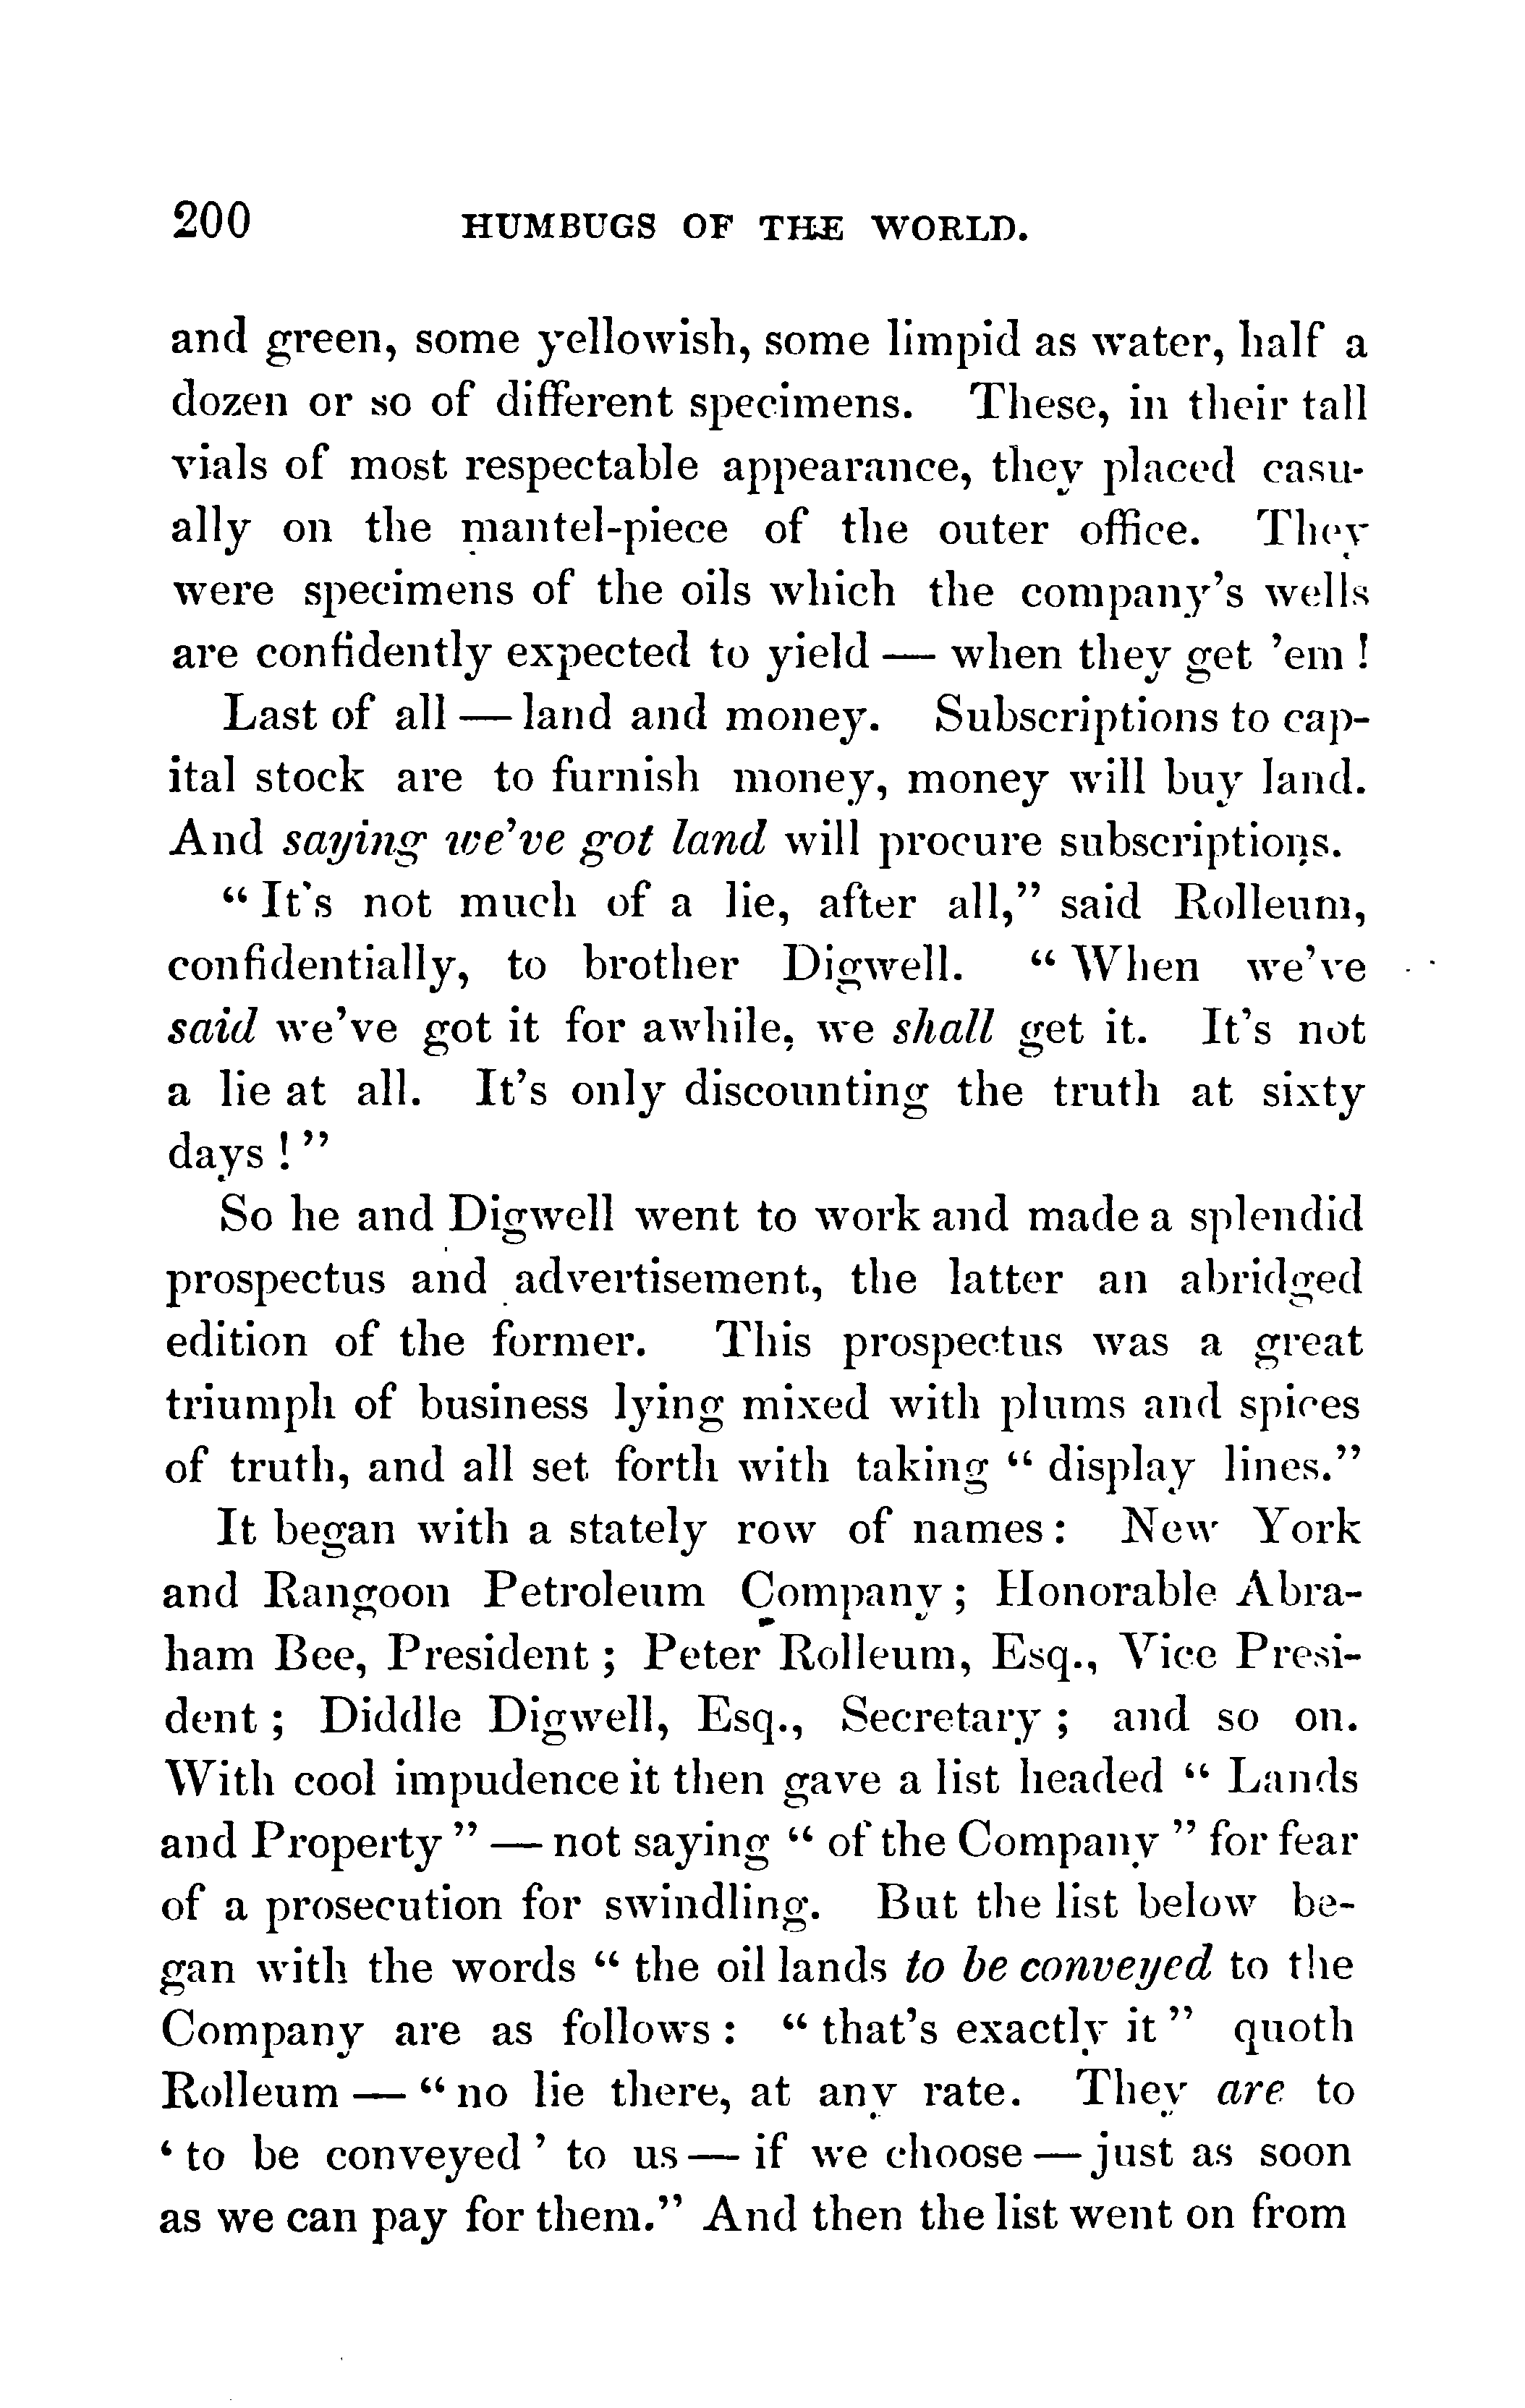 200 HUMBUGS OF THE WORLD.
and green, some yellowish, some limpid as water, half a
dozen or so of different specimens. These, in their tall
vials of most respectable appearance, they placed casu-
ally on the mantel-piece of the outer office. They
were specimens of the oils which the company's wells
are confidently expected to yield — when they get 'em !
Last of all — land and money. Subscriptions to cap-
ital stock are to furnish money, money will buy land.
And saying we've got land will procure subscriptions.
“ It's not much of a lie, after all,” said Rolleum,
confidentially, to brother Digwell. “ When we've
said we've got it for awhile, we shall get it. It's not
a lie at all. It's only discounting the truth at sixty
days ! ”
So he and Digwell went to work and made a splendid
prospectus and advertisement, the latter an abridged
edition of the former. This prospectus was a great
triumph of business lying mixed with plums and spices
of truth, and all set forth with taking “ display lines.”
It began with a stately row of names : New York
and Rangoon Petroleum Company ; Honorable Abra-
ham Bee, President ; Peter Rolleum, Esq., Vice Presi-
dent ; Diddle Digwell, Esq., Secretary ; and so on.
With cool impudence it then gave a list headed “ Lands
and Property ” — not saying “ of the Company ” for fear
of a prosecution for swindling. But the list below be-
gan with the words “ the oil lands to be conveyed to the
Company are as follows : “ that's exactly it ” quoth
Rolleum — “ no lie there, at any rate. They are to
‘ to be conveyed ’ to us — if we choose — just as soon
as we can pay for them.” And then the list went on from